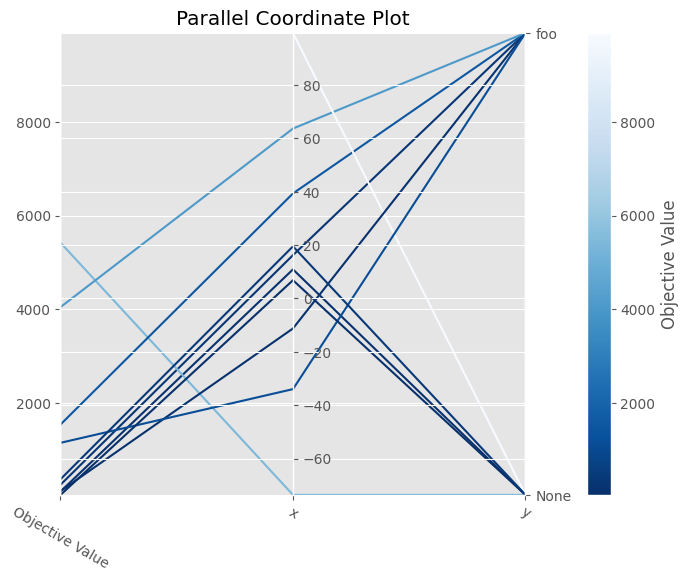 Parallel Coordinate Plot
8000
6000
4000
2000
80
60
40
20
0
−20
−40
−60
foo
None
8000
6000
4000
2000
Objective Value
Objective Value
x
y